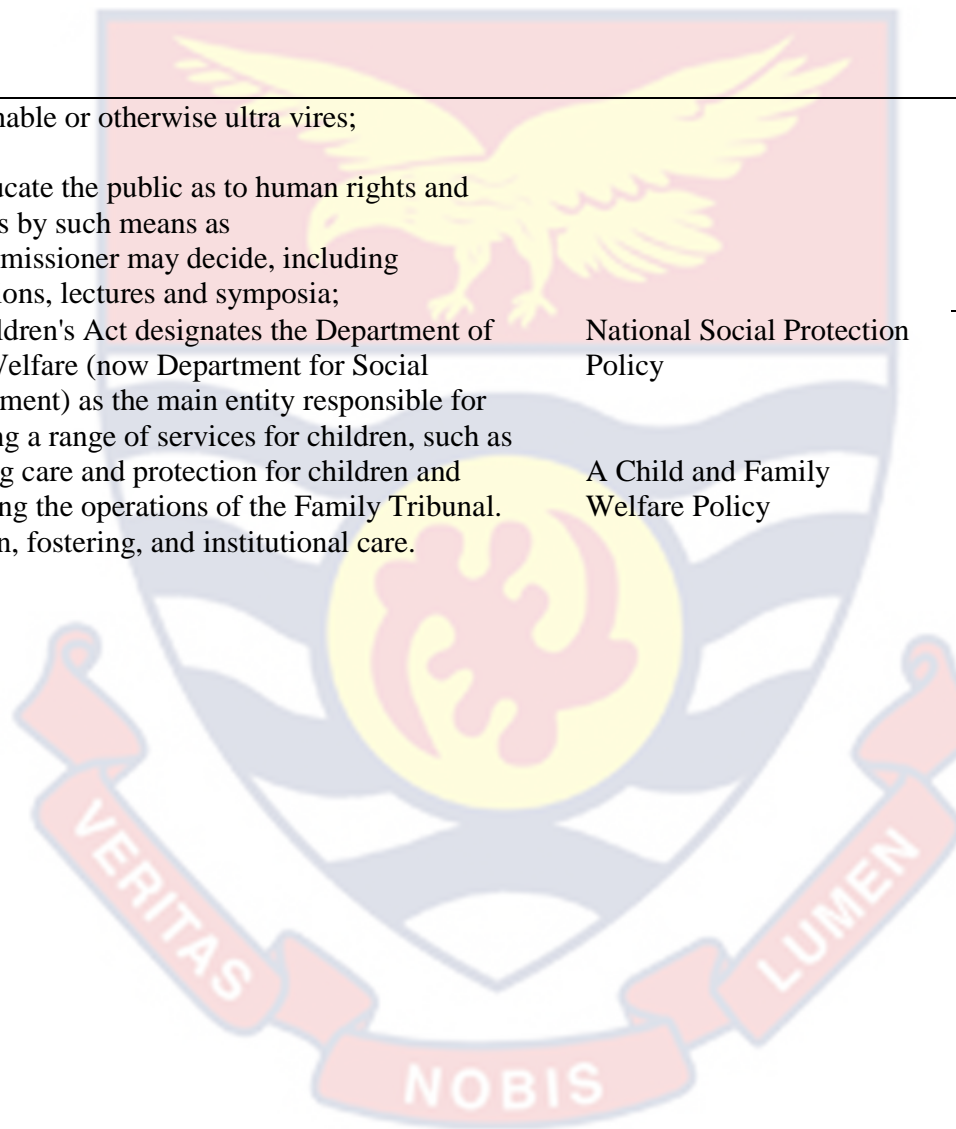 nable or otherwise ultra vires;
ucate the public as to human rights and
s by such means as
missioner may decide, including
ions, lectures and symposia;
ldren's Act designates the Department of
Welfare (now Department for Social
ment) as the main entity responsible for
ng a range of services for children, such as
g care and protection for children and
ing the operations of the Family Tribunal.
n, fostering, and institutional care.
National Social Protection
Policy
A Child and Family
Welfare Policy
VERITAS
NOBIS
LUMEN